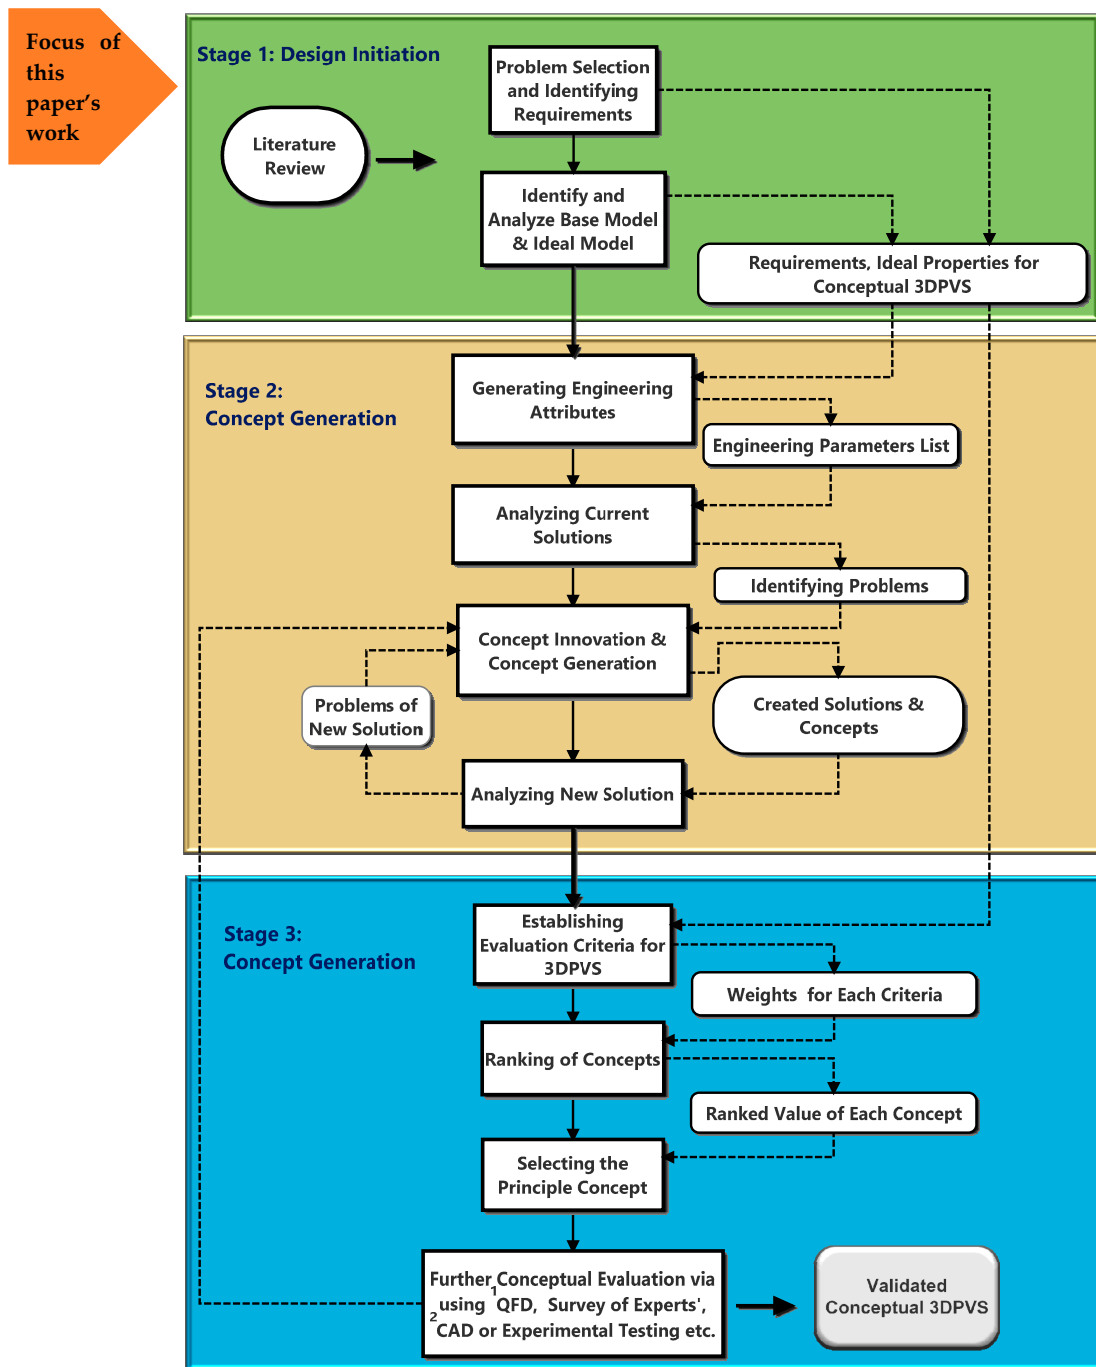 Focus of
this
paper's
work
Stage 1: Design Initiation
Problem Selection
and Identifying
Requirements
Literature
Review
Identify and
Analyze Base Model
& Ideal Model
Requirements, Ideal Properties for
Conceptual 3DPVS
Stage 2:
Concept Generation
Generating Engineering
Attributes
Engineering Parameters List
Analyzing Current
Solutions
Identifying Problems
Concept Innovation &
Concept Generation
Problems of
New Solution
Created Solutions &
Concepts
Analyzing New Solution
Stage 3:
Concept Generation
Establishing
Evaluation Criteria for
3DPVS
Weights for Each Criteria
Ranking of Concepts
Ranked Value of Each Concept
Selecting the
Principle Concept
Further Conceptual Evaluation via
using 1QFD, Survey of Experts',
2CAD or Experimental Testing etc.
Validated
Conceptual 3DPVS